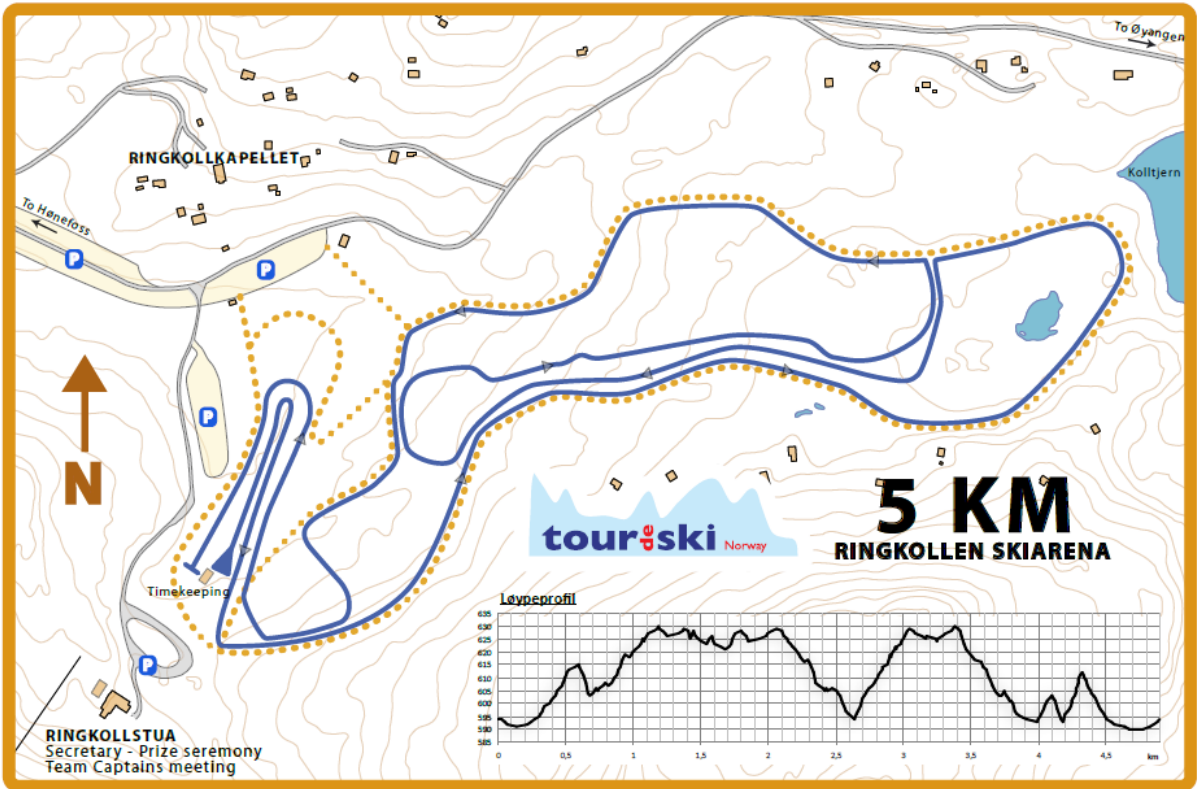 To Øyangen
RINGKOLLKAPELLET
Kolltjern
To Hønefoss
P
P
P
N
tour de ski Norway
5 KM
RINGKOLLEN SKIARENA
Timekeeping
P
RINGKOLLSTUA
Secretary - Prize seremony
Team Captains meeting
Løypeprofil
635
630
625
620
615
610
605
600
595
590
585
0 0,5 1 1,5 2 2,5 3 3,5 4 4,5 km